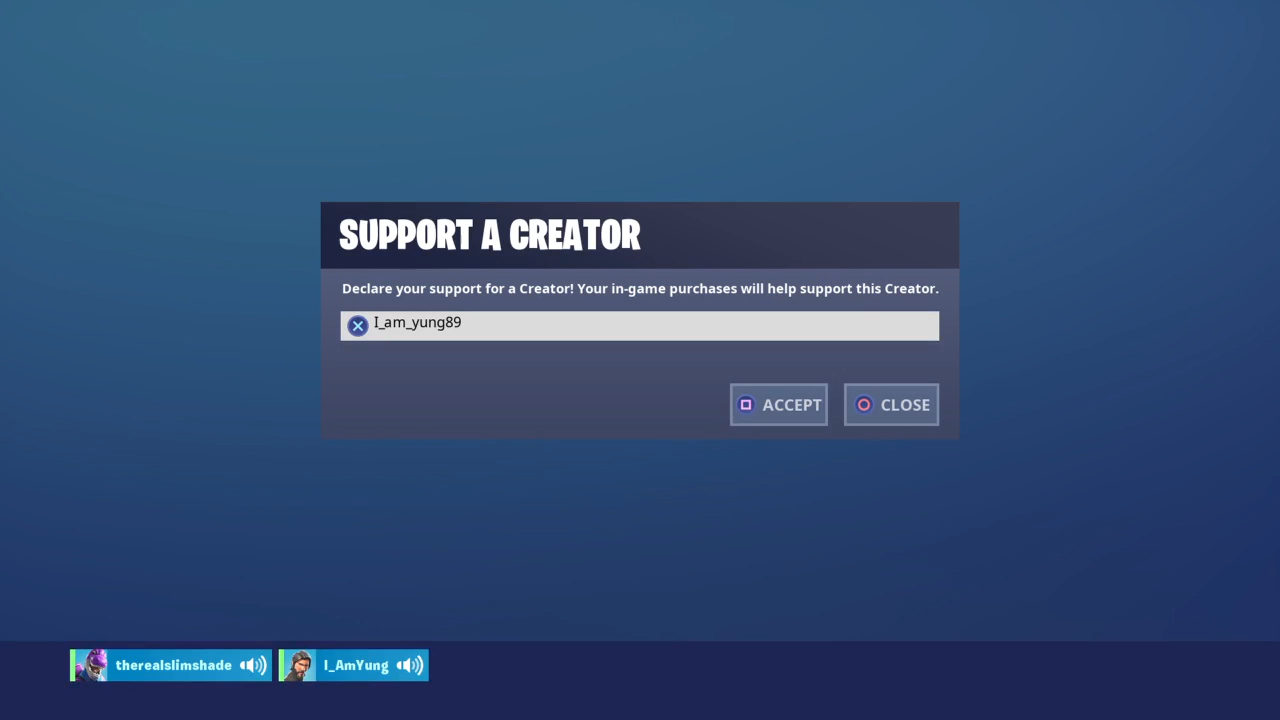 SUPPORT A CREATOR
Declare your support for a Creator! Your in-game purchases will help support this Creator.
I_am_yung89
ACCEPT CLOSE
therealslimshade I_AmYung